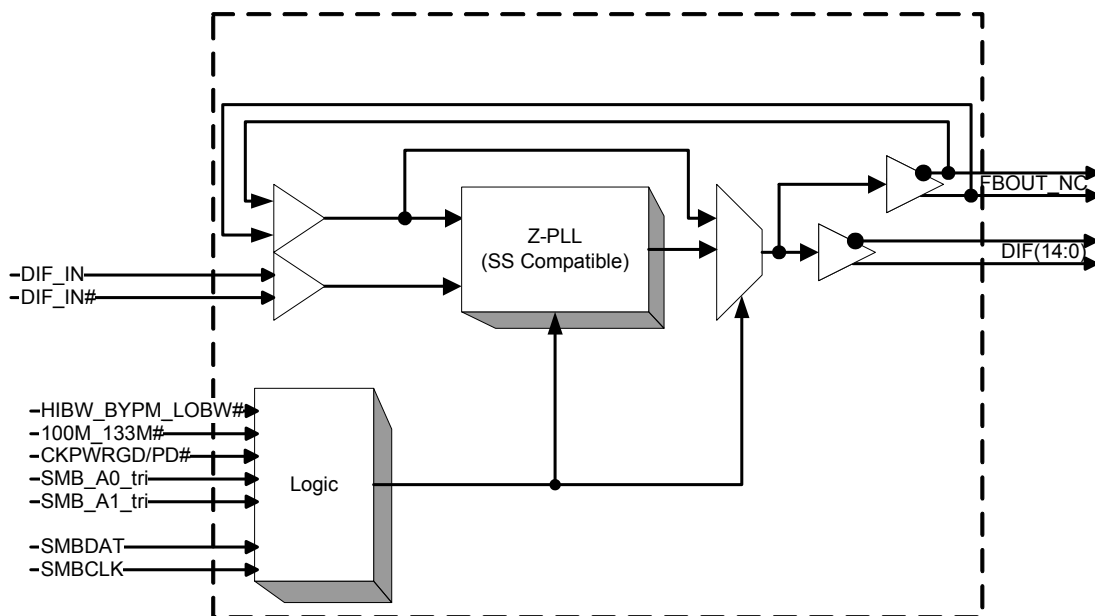 FBOUT_NC
Z-PLL
(SS Compatible)
DIF(14:0)
DIF_IN
DIF_IN#
HIBW_BYPM_LOBW#
100M_133M#
CKPWRGD/PD#
SMB_A0_tri
SMB_A1_tri
Logic
SMBDAT
SMBCLK